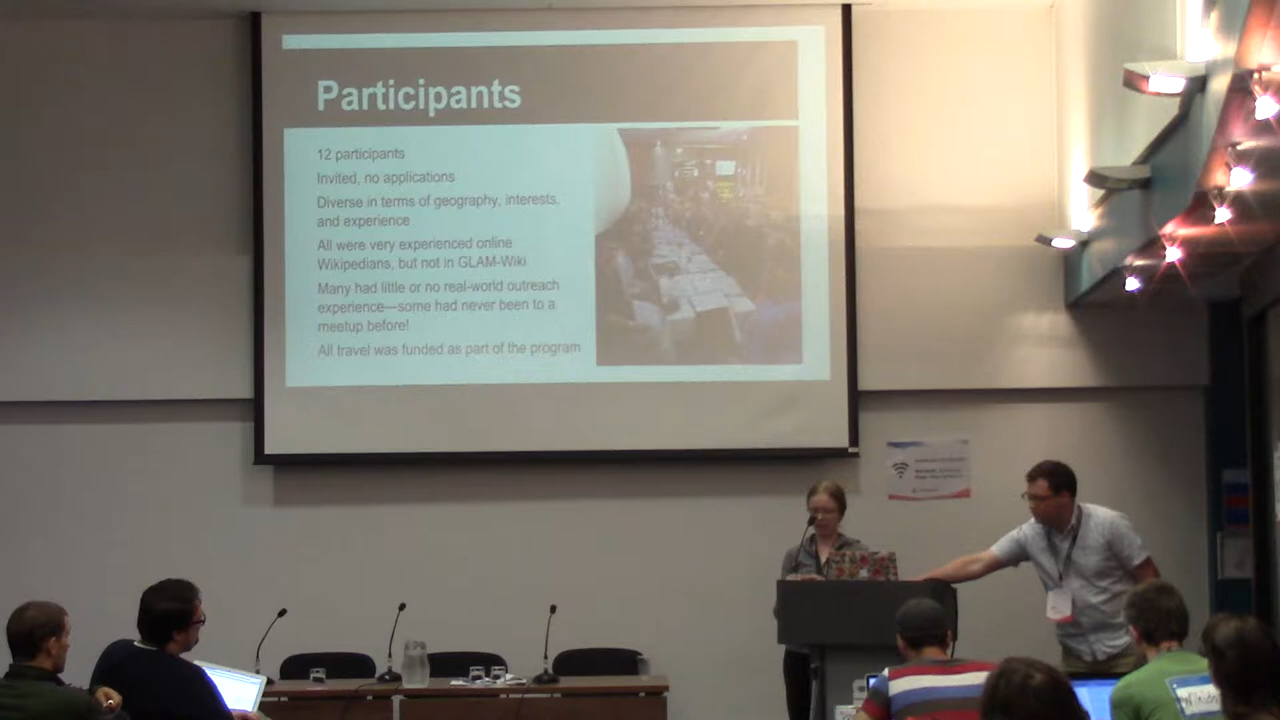 Participants
12 participants
Invited, no applications
Diverse in terms of geography, interests,
and experience
All were very experienced online
Wikipedians, but not in GLAM-Wiki
Many had little or no real-world outreach
experience—some had never been to a
meetup before!
All travel was funded as part of the program